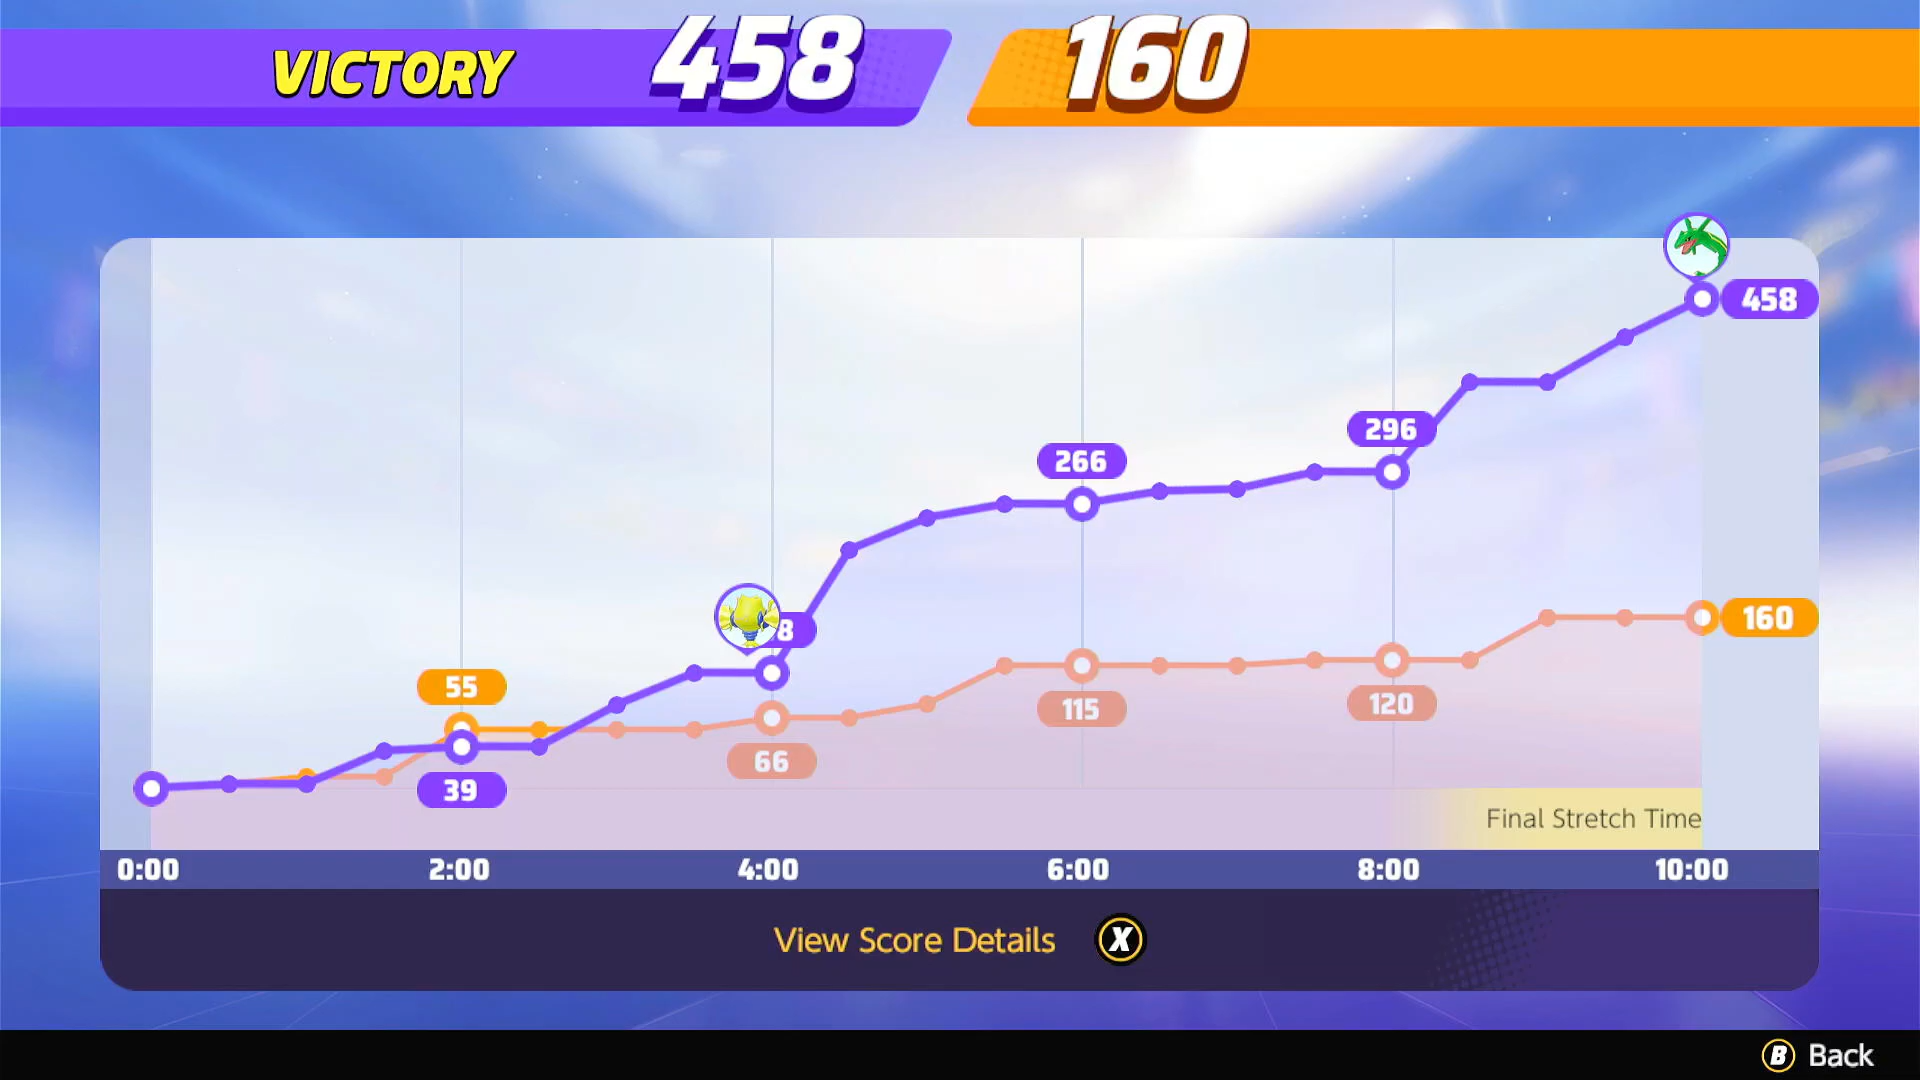 VICTORY 458 160
458
296
266
8
160
55
115
120
66
39
Final Stretch Time
0:00 2:00 4:00 6:00 8:00 10:00
View Score Details X
B Back